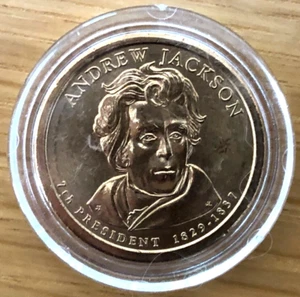 ANDREW JACKSON
7th PRESIDENT 1829-1837